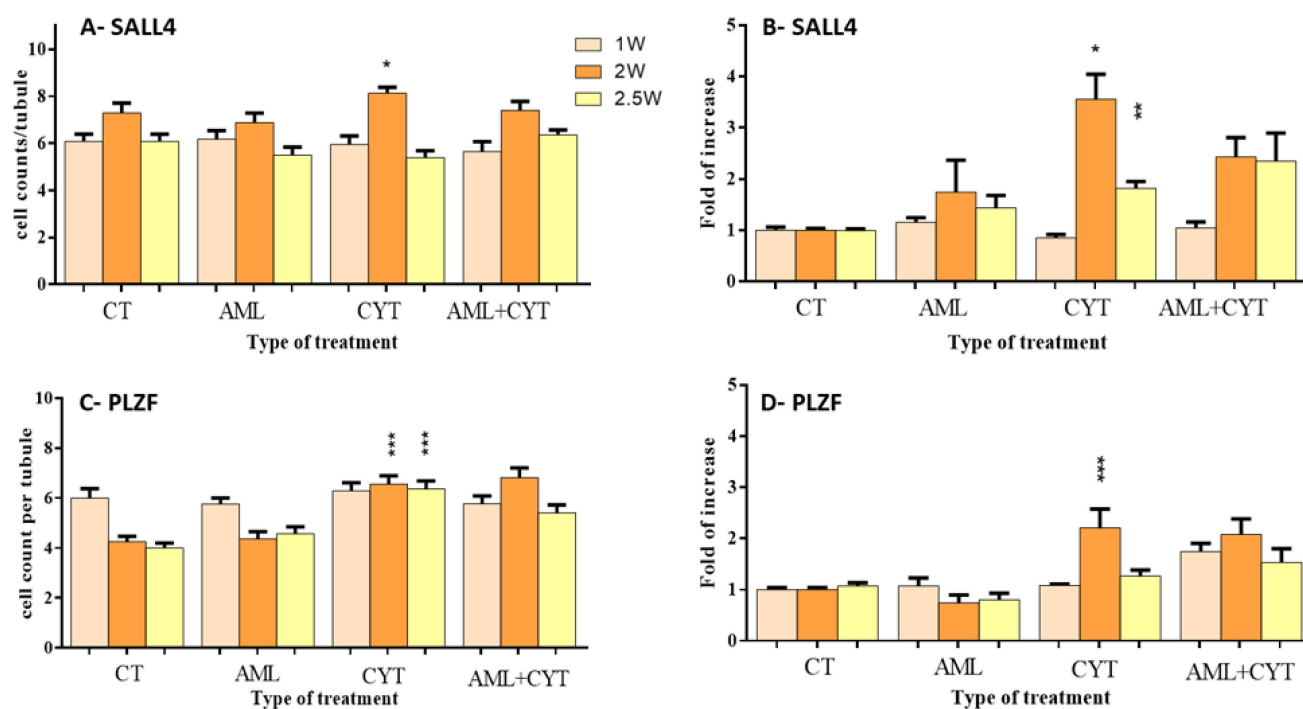 A- SALL4
1W
2W
2.5W
cell counts/tubule
10
8
6
4
2
0
*
CT AML CYT AML+CYT
Type of treatment
B- SALL4
Fold of increase
5
4
3
2
1
0
*
**
CT AML CYT AML+CYT
Type of treatment
C- PLZF
cell count per tubule
10
8
6
4
2
0
***
***
CT AML CYT AML+CYT
Type of treatment
D- PLZF
Fold of increase
5
4
3
2
1
0
***
CT AML CYT AML+CYT
Type of treatment